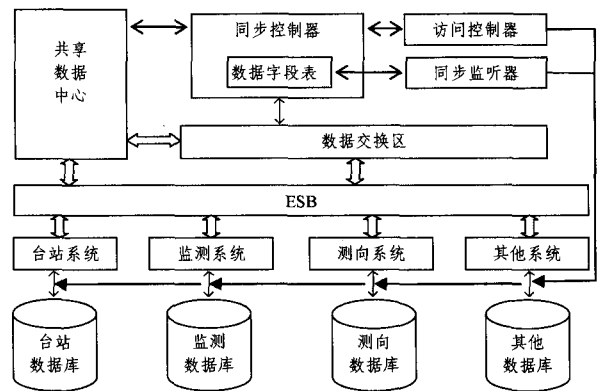 共享
数据
中心
同步控制器
访问控制器
数据字段表
同步监听器
数据交换区
ESB
台站系统
监测系统
测向系统
其他系统
台站
数据库
监测
数据库
测向
数据库
其他
数据库